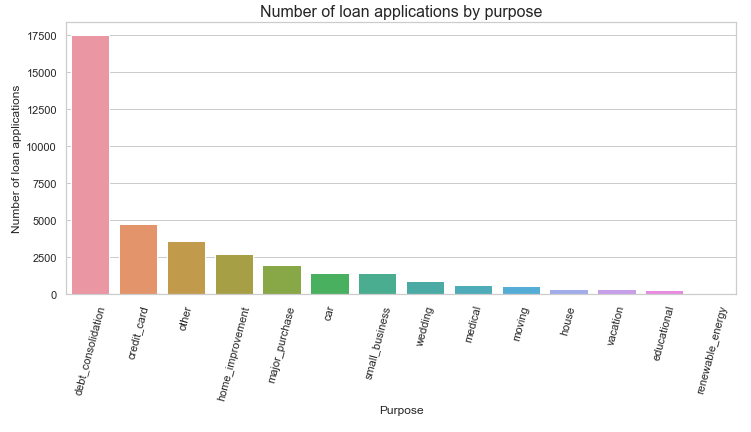 Number of loan applications by purpose
Number of loan applications
17500
15000
12500
10000
7500
5000
2500
0
debt_consolidation
credit_card
other
home_improvement
major_purchase
car
small_business
wedding
medical
moving
house
vacation
educational
renewable_energy
Purpose